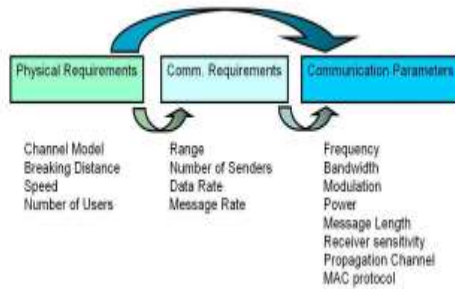 Physical Requirements
Comm. Requirements
Communication Parameters
Channel Model
Breaking Distance
Speed
Number of Users
Range
Number of Senders
Data Rate
Message Rate
Frequency
Bandwidth
Modulation
Power
Message Length
Receiver sensitivity
Propagation Channel
MAC protocol